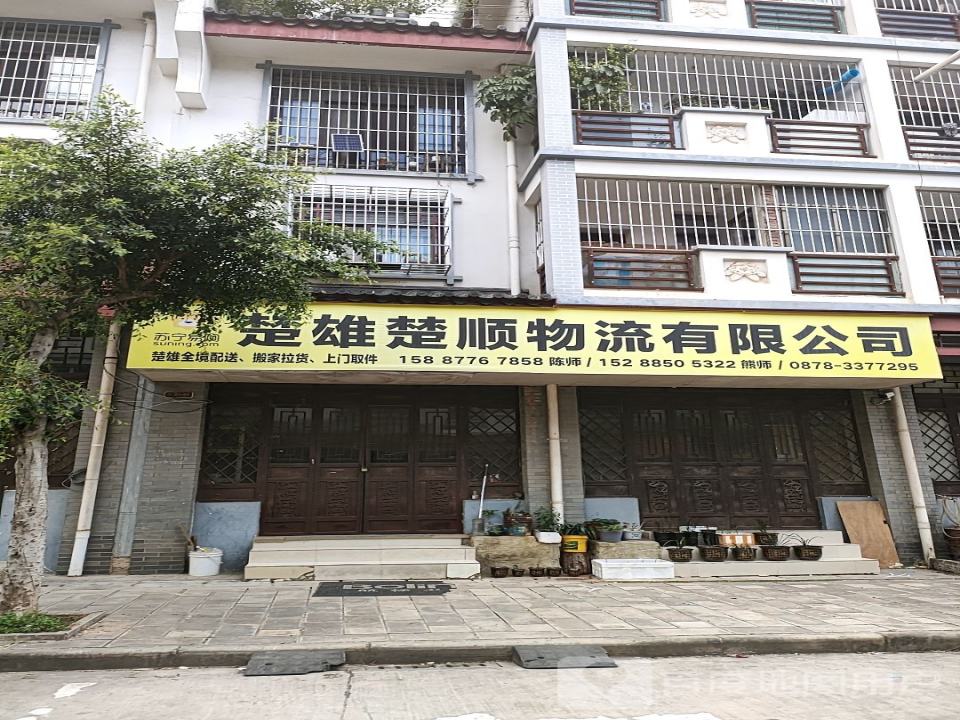 苏宁易购
suning.com
楚雄楚顺物流有限公司
楚雄全境配送、搬家拉货、上门取件 158 8776 7858 陈师 / 152 8850 5322 熊师 / 0878-3377295